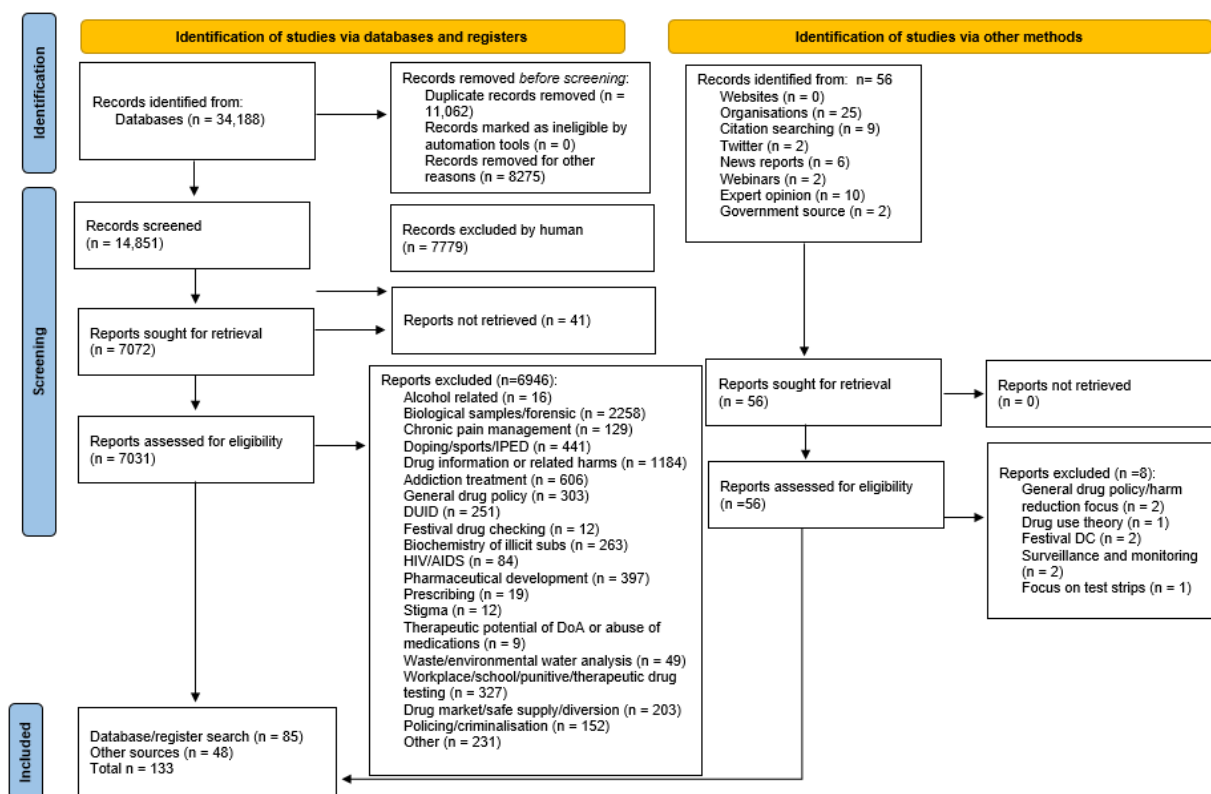 Identification of studies via databases and registers
Identification of studies via other methods
Identification
Records identified from:
Databases (n = 34,188)
Records removed before screening:
Duplicate records removed (n =
11,062)
Records marked as ineligible by
automation tools (n = 0)
Records removed for other
reasons (n = 8275)
Records identified from: n= 56
Websites (n = 0)
Organisations (n = 25)
Citation searching (n = 9)
Twitter (n = 2)
News reports (n = 6)
Webinars (n = 2)
Expert opinion (n = 10)
Government source (n = 2)
Screening
Records screened
(n = 14,851)
Records excluded by human
(n = 7779)
Reports sought for retrieval
(n = 7072)
Reports not retrieved (n = 41)
Reports assessed for eligibility
(n = 7031)
Reports excluded (n=6946):
Alcohol related (n = 16)
Biological samples/forensic (n = 2258)
Chronic pain management (n = 129)
Doping/sports/IPED (n = 441)
Drug information or related harms (n = 1184)
Addiction treatment (n = 606)
General drug policy (n = 303)
DUID (n = 251)
Festival drug checking (n = 12)
Biochemistry of illicit subs (n = 263)
HIV/AIDS (n = 84)
Pharmaceutical development (n = 397)
Prescribing (n = 19)
Stigma (n = 12)
Therapeutic potential of DoA or abuse of
medications (n = 9)
Waste/environmental water analysis (n = 49)
Workplace/school/punitive/therapeutic drug
testing (n = 327)
Drug market/safe supply/diversion (n = 203)
Policing/criminalisation (n = 152)
Other (n = 231)
Reports sought for retrieval
(n = 56)
Reports not retrieved
(n = 0)
Reports assessed for eligibility
(n =56)
Reports excluded (n =8):
General drug policy/harm
reduction focus (n = 2)
Drug use theory (n = 1)
Festival DC (n = 2)
Surveillance and monitoring
(n = 2)
Focus on test strips (n = 1)
Included
Database/register search (n = 85)
Other sources (n = 48)
Total n = 133